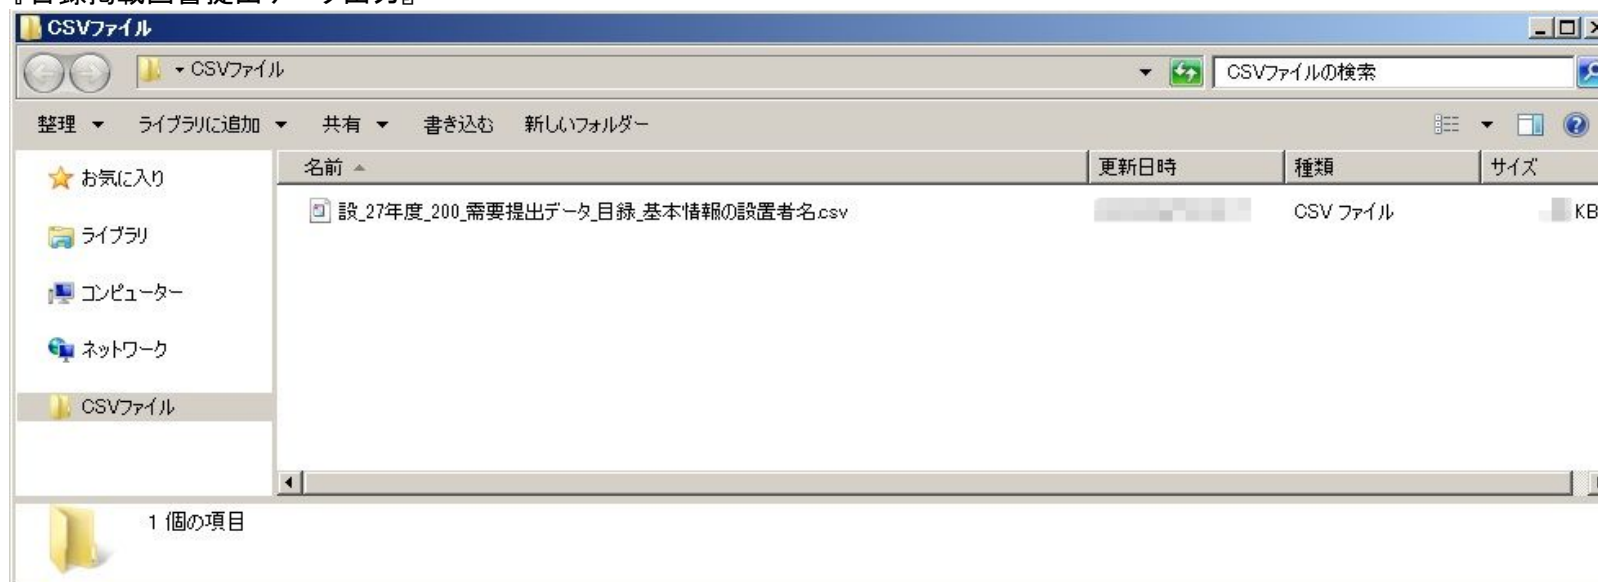 CSVファイル
CSVファイル
CSVファイルの検索
整理 ライブラリに追加 共有 書き込む 新しいフォルダー
名前 更新日時 種類 サイズ
お気に入り
設_27年度_200_需要提出データ_目録_基本情報の設置者名.csv CSV ファイル KB
ライブラリ
コンピューター
ネットワーク
CSVファイル
1 個の項目